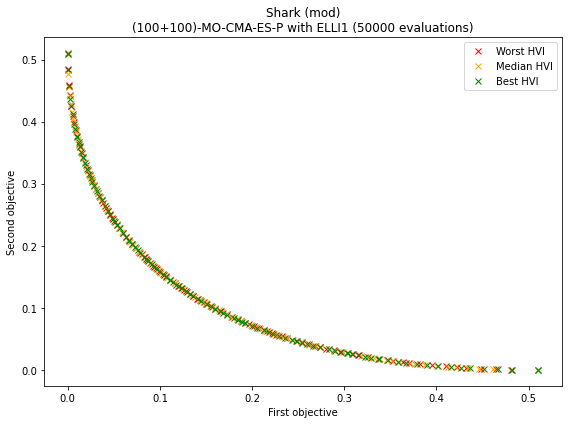 Shark (mod)
(100+100)-MO-CMA-ES-P with ELLI1 (50000 evaluations)
Worst HVI
Median HVI
Best HVI
0.5
0.4
0.3
0.2
0.1
0.0
Second objective
0.0 0.1 0.2 0.3 0.4 0.5
First objective